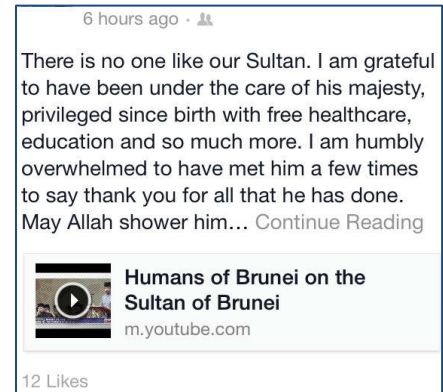 6 hours ago ·
There is no one like our Sultan. I am grateful
to have been under the care of his majesty,
privileged since birth with free healthcare,
education and so much more. I am humbly
overwhelmed to have met him a few times
to say thank you for all that he has done.
May Allah shower him... Continue Reading
Humans of Brunei on the
Sultan of Brunei
m.youtube.com
12 Likes